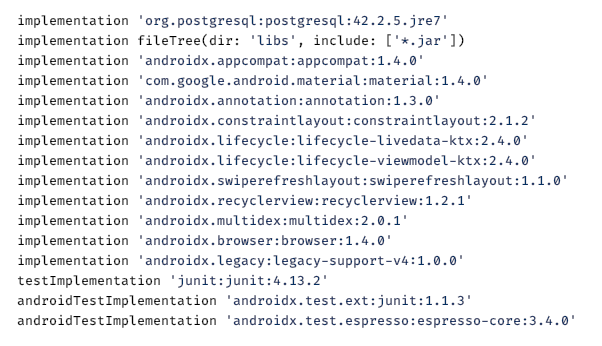 implementation 'org.postgresql:postgresql:42.2.5.jre7'
implementation fileTree(dir: 'libs', include: ['*.jar'])
implementation 'androidx.appcompat:appcompat:1.4.0'
implementation 'com.google.android.material:material:1.4.0'
implementation 'androidx.annotation:annotation:1.3.0'
implementation 'androidx.constraintlayout:constraintlayout:2.1.2'
implementation 'androidx.lifecycle:lifecycle-livedata-ktx:2.4.0'
implementation 'androidx.lifecycle:lifecycle-viewmodel-ktx:2.4.0'
implementation 'androidx.swiperefreshlayout:swiperefreshlayout:1.1.0'
implementation 'androidx.recyclerview:recyclerview:1.2.1'
implementation 'androidx.multidex:multidex:2.0.1'
implementation 'androidx.browser:browser:1.4.0'
implementation 'androidx.legacy:legacy-support-v4:1.0.0'
testImplementation 'junit:junit:4.13.2'
androidTestImplementation 'androidx.test.ext:junit:1.1.3'
androidTestImplementation 'androidx.test.espresso:espresso-core:3.4.0'